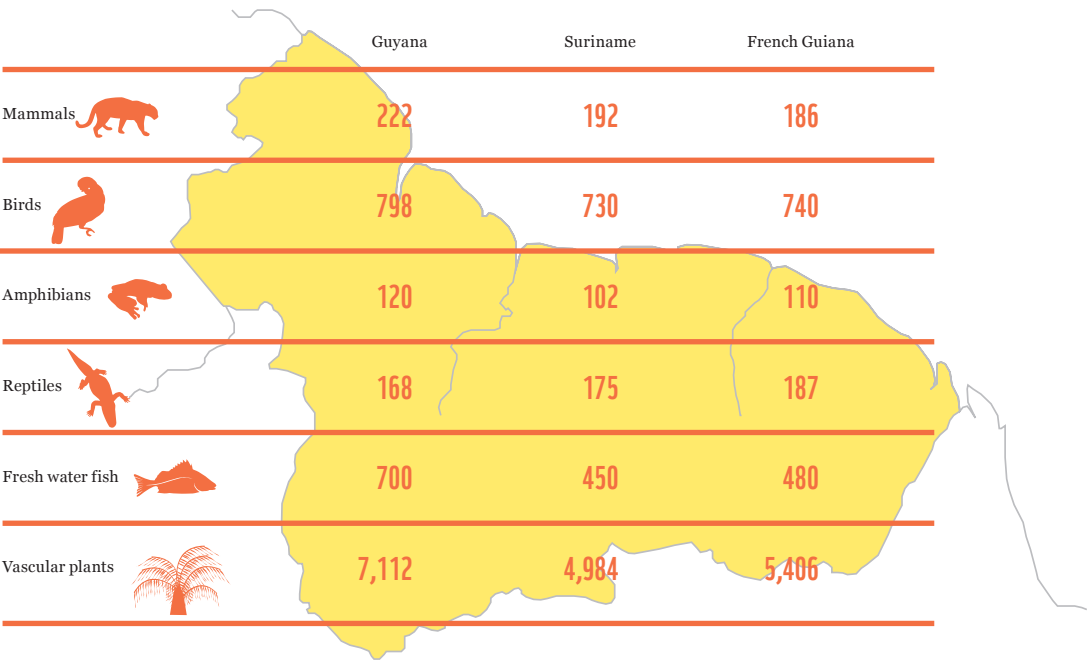 Guyana Suriname French Guiana
Mammals 222 192 186
Birds 798 730 740
Amphibians 120 102 110
Reptiles 168 175 187
Fresh water fish 700 450 480
Vascular plants 7,112 4,984 5,406